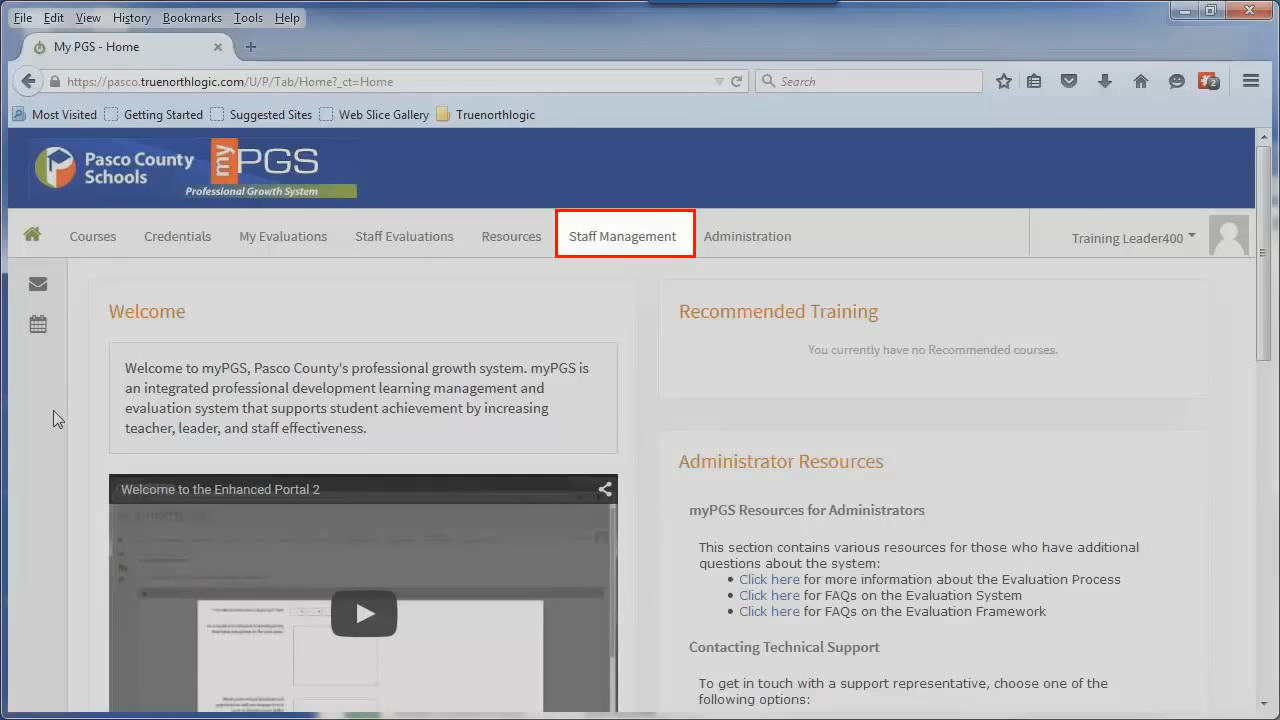 File Edit View History Bookmarks Tools Help
My PGS - Home
https://pasco.truenorthlogic.com/U/P/Tab/Home?_ct=Home
Search
2
Most Visited Getting Started Suggested Sites Web Slice Gallery Truenorthlogic
Pasco County
Schools
my PGS
Professional Growth System
Courses Credentials My Evaluations Staff Evaluations Resources Staff Management Administration Training Leader400
Welcome
Welcome to myPGS, Pasco County's professional growth system. myPGS is
an integrated professional development learning management and
evaluation system that supports student achievement by increasing
teacher, leader, and staff effectiveness.
Welcome to the Enhanced Portal 2
Recommended Training
You currently have no Recommended courses.
Administrator Resources
myPGS Resources for Administrators
This section contains various resources for those who have additional
questions about the system:
• Click here for more information about the Evaluation Process
• Click here for FAQs on the Evaluation System
• Click here for FAQs on the Evaluation Framework
Contacting Technical Support
To get in touch with a support representative, choose one of the
following options: